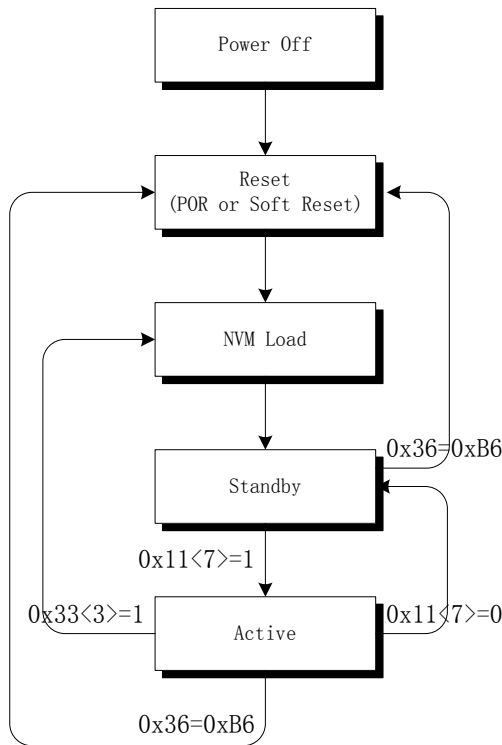 Power Off
Reset
(POR or Soft Reset)
NVM Load
0x36=0xB6
Standby
0x11<7>=1
0x33<3>=1
Active
0x11<7>=0
0x36=0xB6